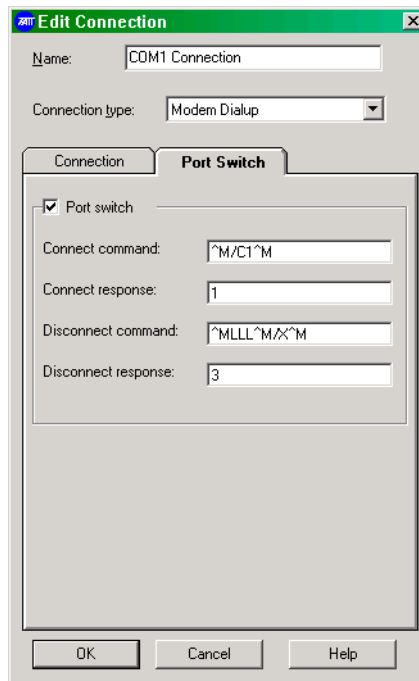 TATT Edit Connection
Name: COM1 Connection
Connection type: Modem Dialup
Connection Port Switch
Port switch
Connect command: ^M/C1^M
Connect response: 1
Disconnect command: ^MLLL^M/X^M
Disconnect response: 3
OK Cancel Help